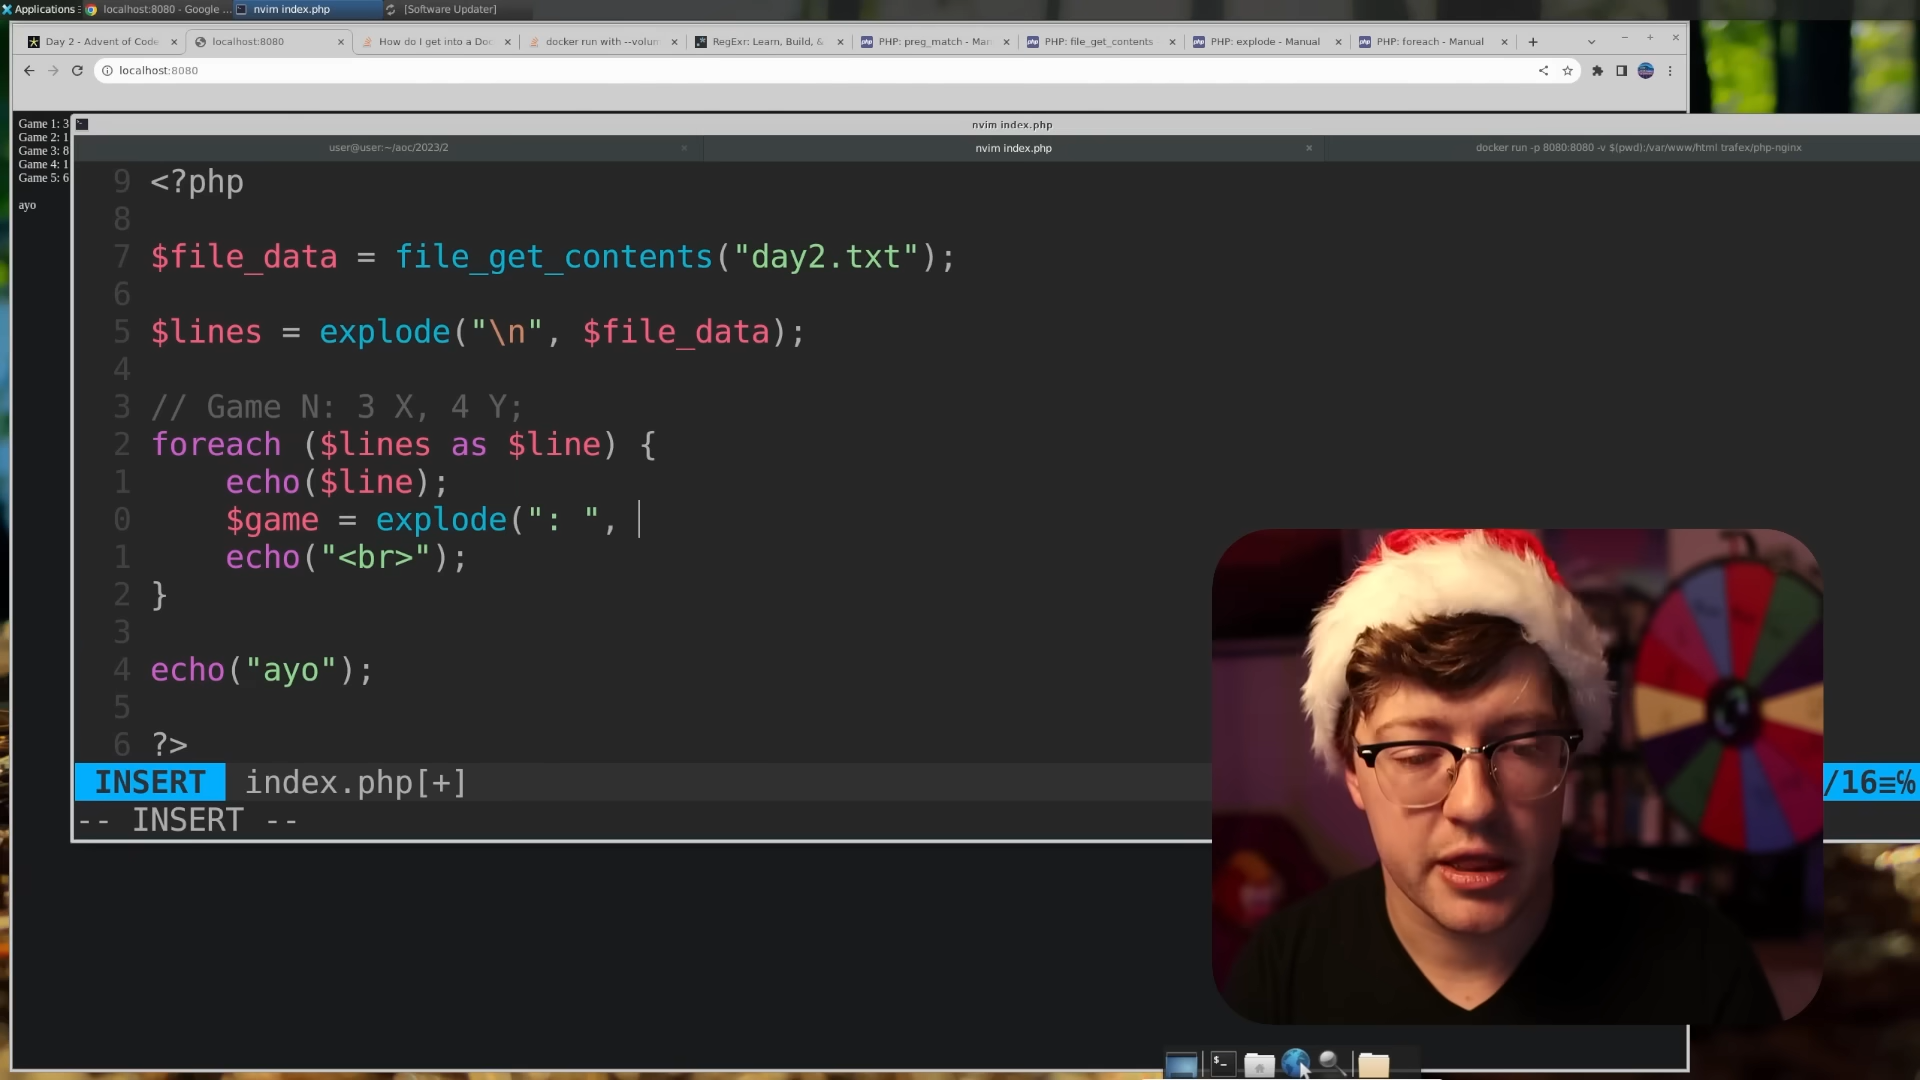 Applications
localhost:8080 - Google ...
nvim index.php
[Software Updater]
Day 2 - Advent of Code
localhost:8080
How do I get into a Doc
docker run with --volum
RegExr: Learn, Build, &
PHP: preg_match - Man
PHP: file_get_contents
PHP: explode - Manual
PHP: foreach - Manual
localhost:8080
Game 1: 3
Game 2: 1
Game 3: 8
Game 4: 1
Game 5: 6
ayo
nvim index.php
user@user:~/aoc/2023/2
nvim index.php
docker run -p 8080:8080 -v $(pwd):/var/www/html trafex/php-nginx
9 <?php
8
7 $file_data = file_get_contents("day2.txt");
6
5 $lines = explode("\n", $file_data);
4
3 // Game N: 3 X, 4 Y;
2 foreach ($lines as $line) {
1 echo($line);
0 $game = explode(": ",
1 echo("<br>");
2 }
3
4 echo("ayo");
5
6 ?>
INSERT index.php[+]
/16≡%
-- INSERT --